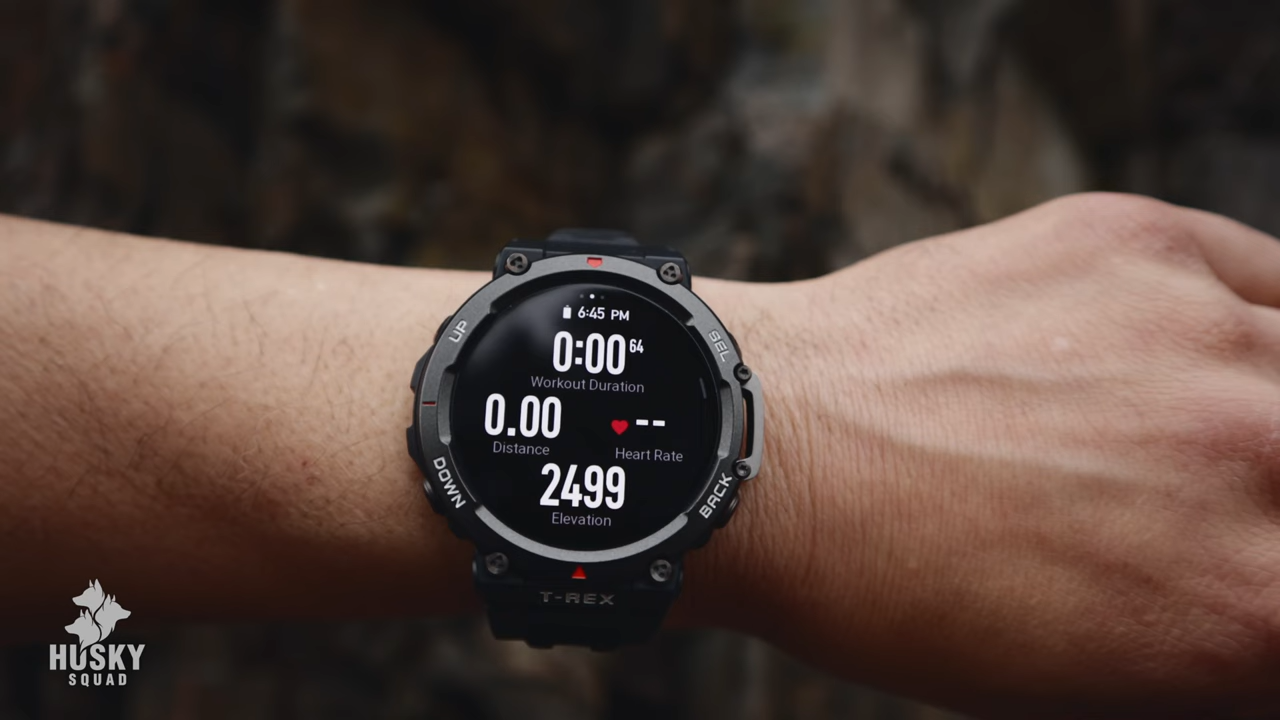 6:45 PM
0:00 64
Workout Duration
0.00
Distance
--
Heart Rate
2499
Elevation
UP
SEL
DOWN
BACK
T-REX
HUSKY
SQUAD